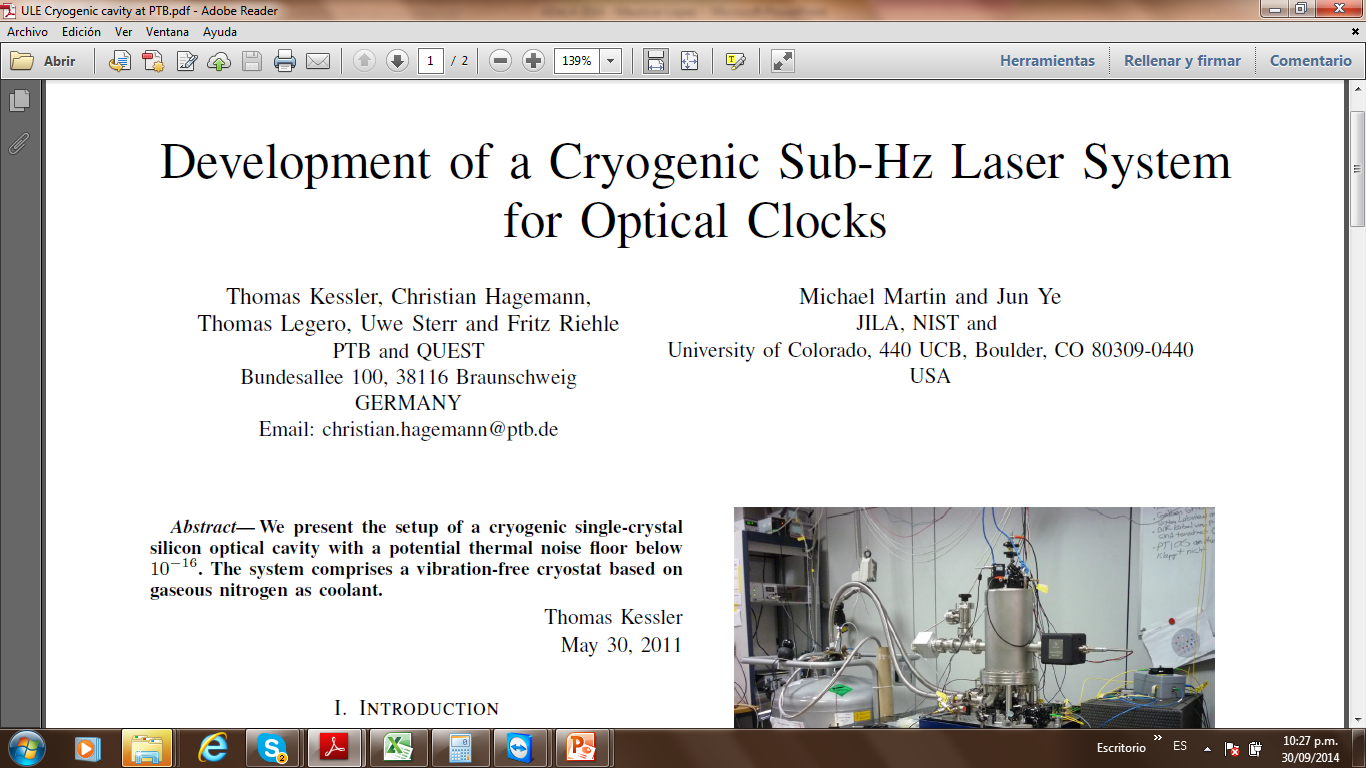 ULE Cryogenic cavity at PTB.pdf - Adobe Reader
Archivo Edición Ver Ventana Ayuda
Abrir 1 / 2 139% Herramientas Rellenar y firmar Comentario
Development of a Cryogenic Sub-Hz Laser System
for Optical Clocks
Thomas Kessler, Christian Hagemann,
Thomas Legero, Uwe Sterr and Fritz Riehle
PTB and QUEST
Bundesallee 100, 38116 Braunschweig
GERMANY
Email: christian.hagemann@ptb.de
Michael Martin and Jun Ye
JILA, NIST and
University of Colorado, 440 UCB, Boulder, CO 80309-0440
USA
Abstract— We present the setup of a cryogenic single-crystal
silicon optical cavity with a potential thermal noise floor below
10⁻¹⁶. The system comprises a vibration-free cryostat based on
gaseous nitrogen as coolant.
Thomas Kessler
May 30, 2011
I. INTRODUCTION
Escritorio » ES 10:27 p.m.
30/09/2014